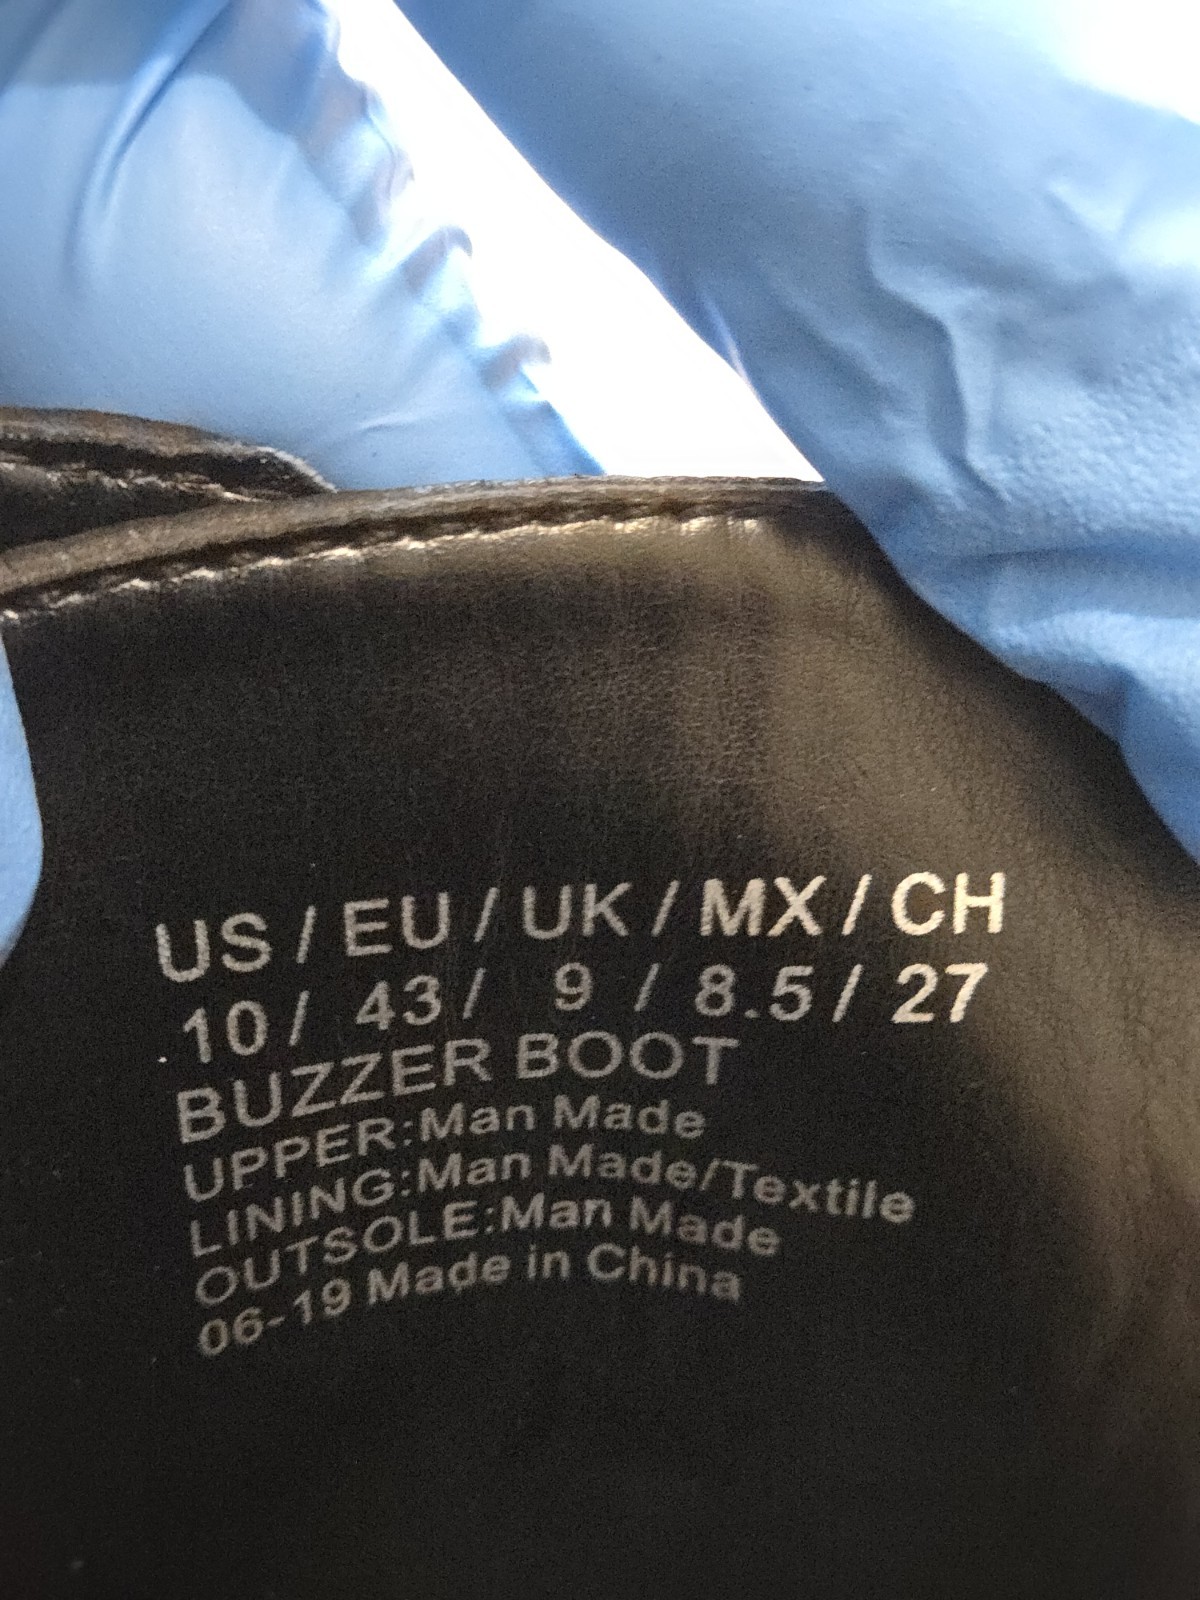 US / EU / UK / MX / CH
10 / 43 / 9 / 8.5 / 27
BUZZER BOOT
UPPER:Man Made
LINING:Man Made/Textile
OUTSOLE:Man Made
06-19 Made in China